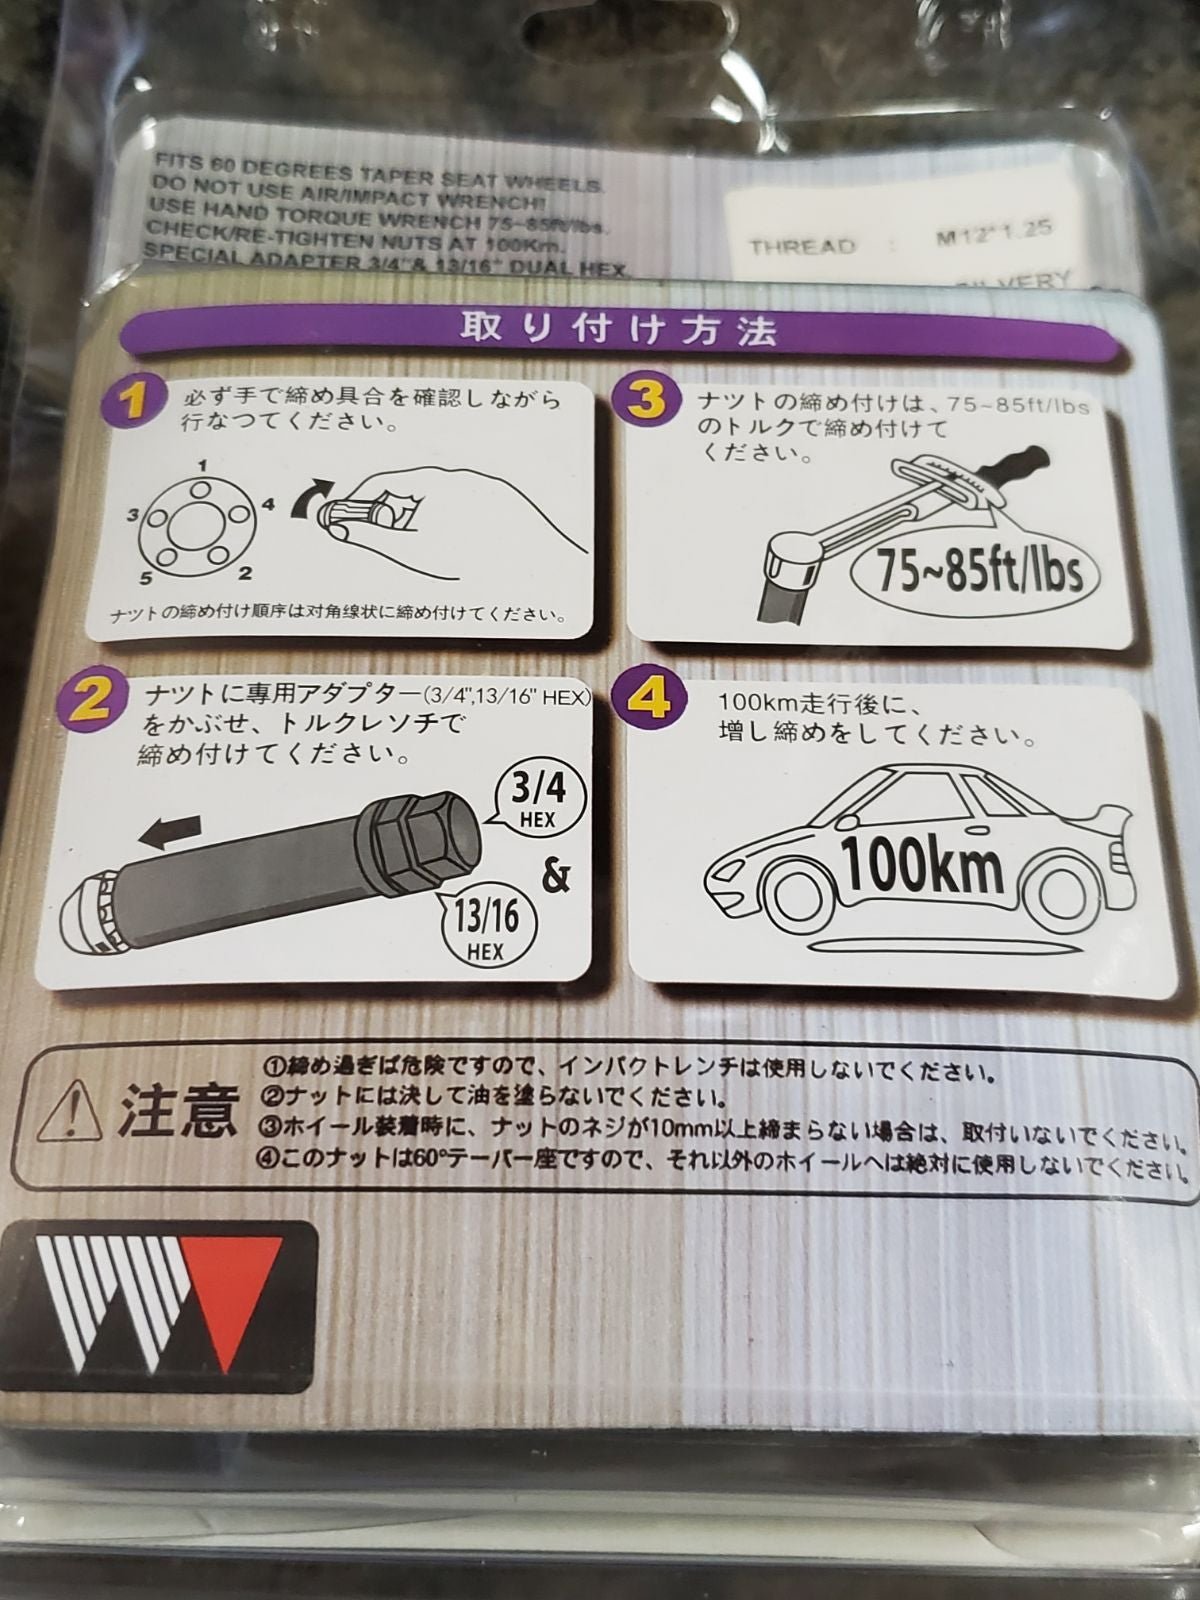 FITS 60 DEGREES TAPER SEAT WHEELS.
DO NOT USE AIR/IMPACT WRENCH!
USE HAND TORQUE WRENCH 75~85ft/lbs.
CHECK/RE-TIGHTEN NUTS AT 100Km.
SPECIAL ADAPTER 3/4"& 13/16" DUAL HEX.
THREAD : M12*1.25
SILVERY
取り付け方法
1
必ず手で締め具合を確認しながら
行なつてください。
1
3
4
5
2
ナツトの締め付け順序は对角線状に締め付けてください。
2
ナツトに専用アダプター(3/4",13/16" HEX)
をかぶせ、トルクレソチで
締め付けてください。
3/4
HEX
&
13/16
HEX
3
ナツトの締め付けは、75~85ft/lbs
のトルクで締め付けて
ください。
75~85ft/lbs
4
100km走行後に、
増し締めをしてください。
100km
注意
①締め過ぎば危険ですので、インパクトレンチは使用しないでください。
②ナットには決して油を塗らないでください。
③ホイール装着時に、ナットのネジが10mm以上締まらない場合は、取付いないでください。
④このナットは60°テーパー座ですので、それ以外のホイールへは絶対に使用しないでください。